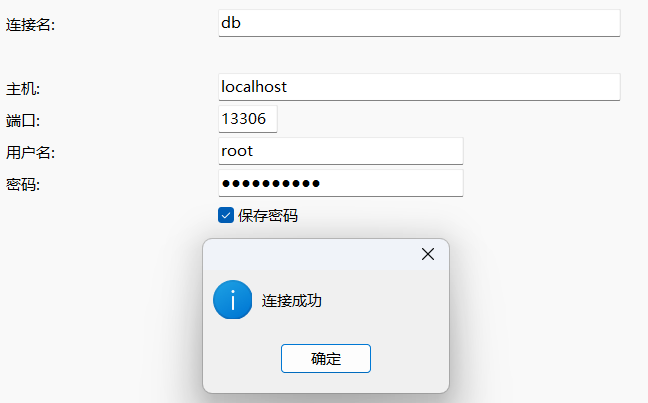 连接名: db
主机: localhost
端口: 13306
用户名: root
密码: ●●●●●●●●●●
保存密码
连接成功
确定